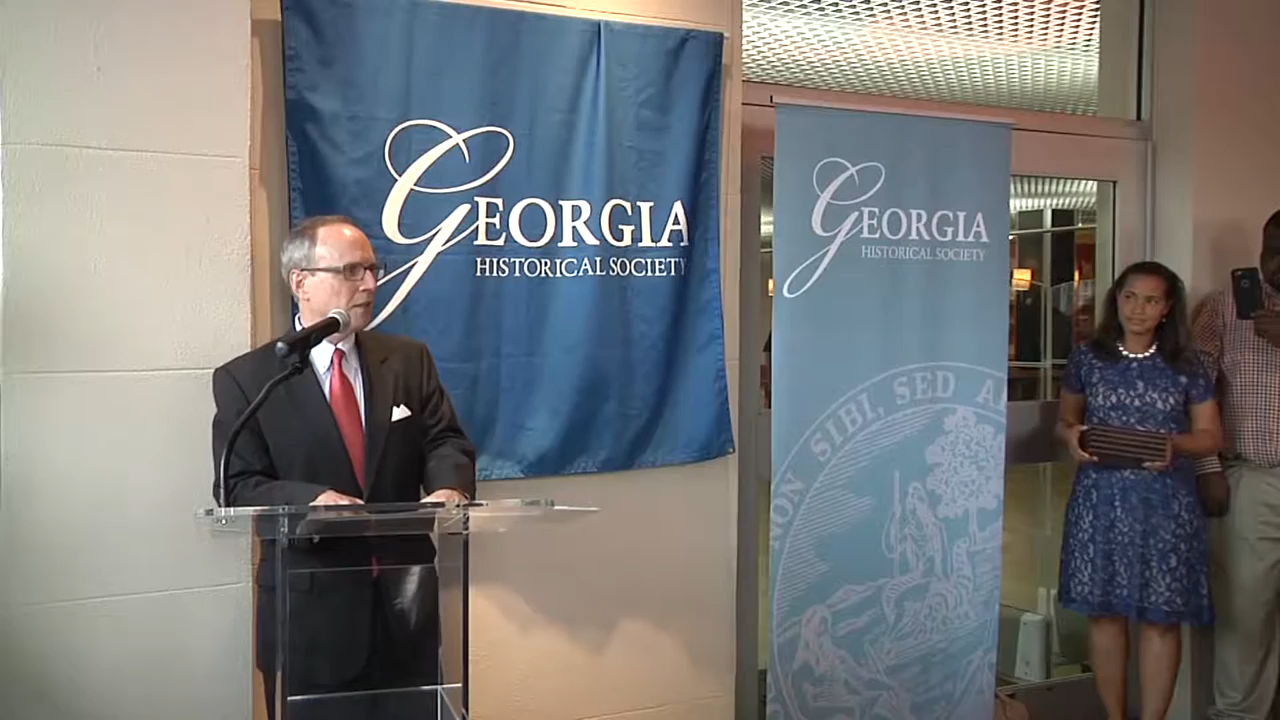 GEORGIA
HISTORICAL SOCIETY
GEORGIA
HISTORICAL SOCIETY
NON SIBI, SED